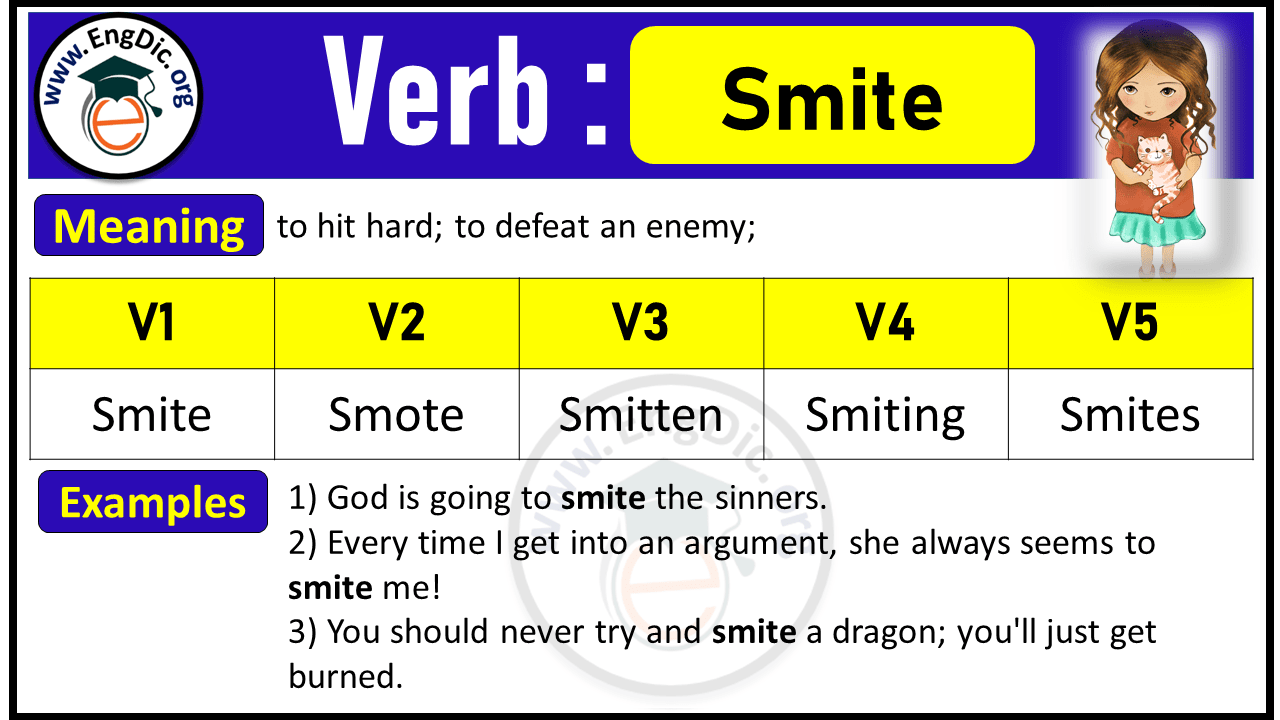 www.EngDic.org
Verb : Smite
Meaning to hit hard; to defeat an enemy;
V1 V2 V3 V4 V5
Smite Smote Smitten Smiting Smites
www.EngDic.org
Examples 1) God is going to smite the sinners.
2) Every time I get into an argument, she always seems to
smite me!
3) You should never try and smite a dragon; you'll just get
burned.